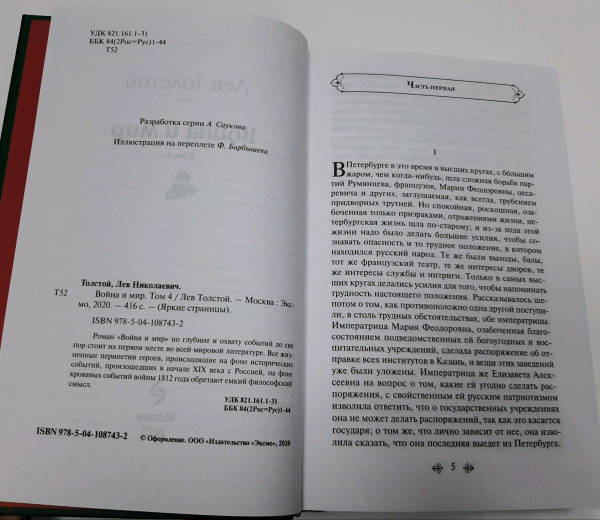 УДК 821.161.1-31
ББК 84(2Рос=Рус)1-44
Т52
Разработка серии А. Саукова
Иллюстрация на переплете Ф. Барбышева
Толстой, Лев Николаевич.
Т52 Война и мир. Том 4 / Лев Толстой. — Москва : Экс-
мо, 2020. — 416 с. — (Яркие страницы).
ISBN 978-5-04-108743-2
Роман «Война и мир» по глубине и охвату событий до сих
пор стоит на первом месте во всей мировой литературе. Все жиз-
ненные перипетии героев, происходящие на фоне исторических
событий, произошедших в начале XIX века с Россией, на фоне
кровавых событий войны 1812 года обретают емкий философский
смысл.
УДК 821.161.1-31
ББК 84(2Рос=Рус)1-44
ISBN 978-5-04-108743-2
© Оформление. ООО «Издательство «Эксмо», 2020
Часть первая
I
В Петербурге в это время в высших кругах, с бо́льшим
жаром, чем когда-нибудь, шла сложная борьба пар-
тий Румянцева, французов, Марии Феодоровны, цеса-
ревича и других, заглушаемая, как всегда, трубением
придворных трутней. Но спокойная, роскошная, оза-
боченная только призраками, отражениями жизни, пе-
тербургская жизнь шла по-старому; и из-за хода этой
жизни надо было делать большие усилия, чтобы со-
знавать опасность и то трудное положение, в котором
находился русский народ. Те же были выходы, балы,
тот же французский театр, те же интересы дворов, те
же интересы службы и интриги. Только в самых выс-
ших кругах делались усилия для того, чтобы напоминать
трудность настоящего положения. Рассказывалось ше-
потом о том, как противоположно одна другой поступи-
ли, в столь трудных обстоятельствах, обе императрицы.
Императрица Мария Феодоровна, озабоченная благо-
состоянием подведомственных ей богоугодных и вос-
питательных учреждений, сделала распоряжение об от-
правке всех институтов в Казань, и вещи этих заведений
уже были уложены. Императрица же Елизавета Алек-
сеевна на вопрос о том, какие ей угодно сделать рас-
поряжения, с свойственным ей русским патриотизмом
изволила ответить, что о государственных учреждениях
она не может делать распоряжений, так как это касается
государя; о том же, что лично зависит от нее, она изво-
лила сказать, что она последняя выедет из Петербурга.
5